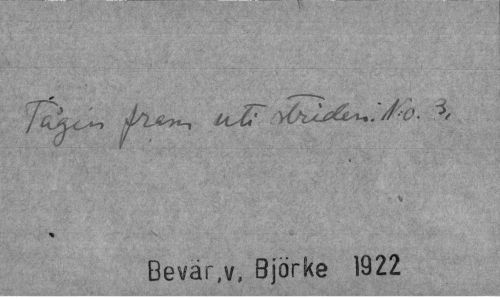 Tågen fram uti striden. N:o. 3.
Bevär,v, Björke 1922